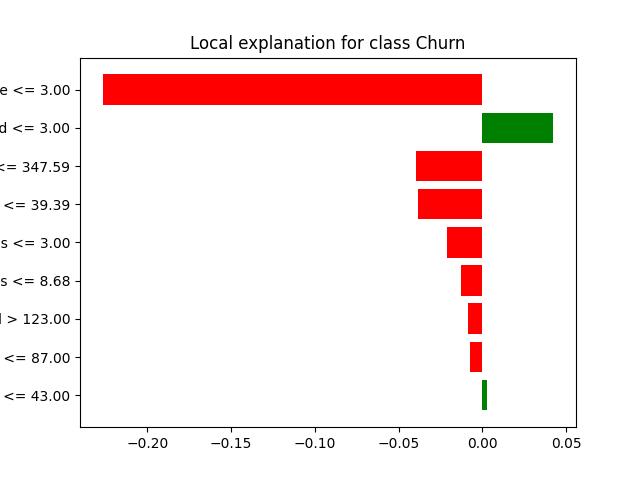 Local explanation for class Churn
e <= 3.00
d <= 3.00
<= 347.59
<= 39.39
s <= 3.00
s <= 8.68
> 123.00
<= 87.00
<= 43.00
−0.20 −0.15 −0.10 −0.05 0.00 0.05